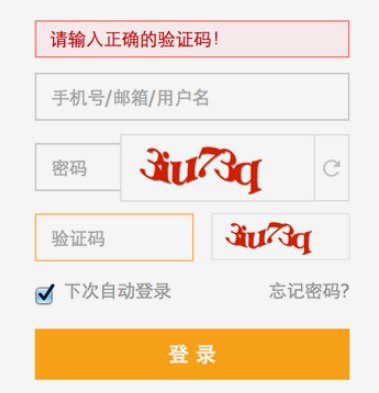 请输入正确的验证码!
手机号/邮箱/用户名
密码 3iu73q
验证码 3iu73q
下次自动登录 忘记密码?
登录